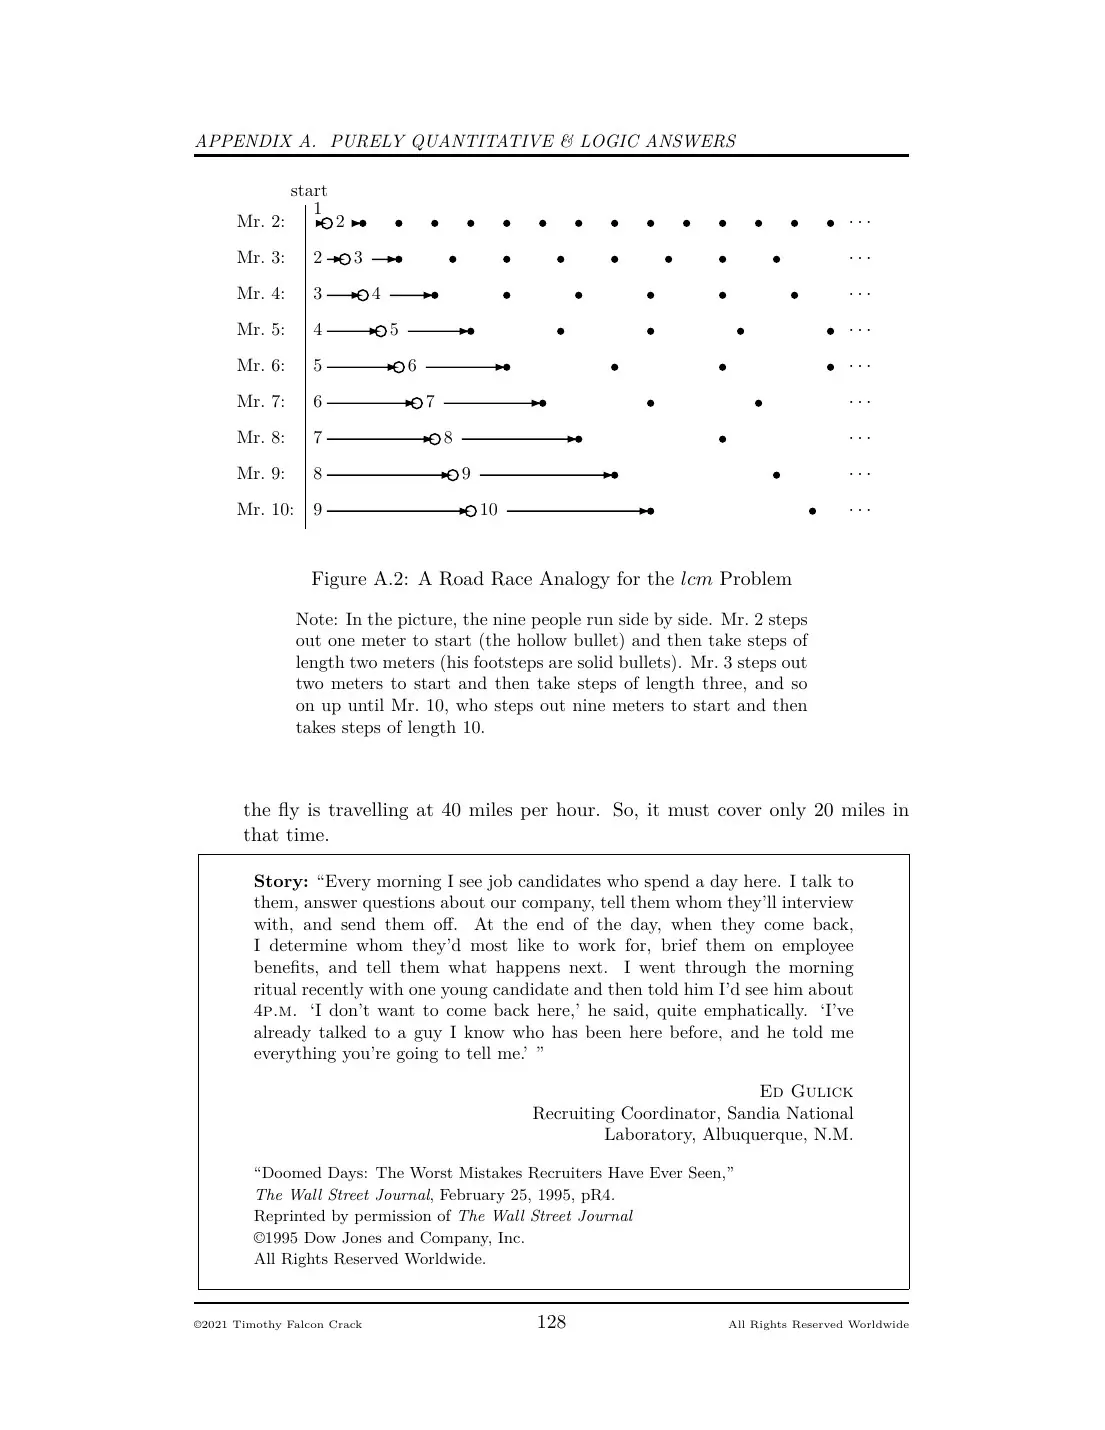 APPENDIX A. PURELY QUANTITATIVE & LOGIC ANSWERS
start
1
Mr. 2: 2 · · ·
Mr. 3: 2 3 · · ·
Mr. 4: 3 4 · · ·
Mr. 5: 4 5 · · ·
Mr. 6: 5 6 · · ·
Mr. 7: 6 7 · · ·
Mr. 8: 7 8 · · ·
Mr. 9: 8 9 · · ·
Mr. 10: 9 10 · · ·
Figure A.2: A Road Race Analogy for the lcm Problem
Note: In the picture, the nine people run side by side. Mr. 2 steps
out one meter to start (the hollow bullet) and then take steps of
length two meters (his footsteps are solid bullets). Mr. 3 steps out
two meters to start and then take steps of length three, and so
on up until Mr. 10, who steps out nine meters to start and then
takes steps of length 10.
the fly is travelling at 40 miles per hour. So, it must cover only 20 miles in
that time.
Story: “Every morning I see job candidates who spend a day here. I talk to
them, answer questions about our company, tell them whom they’ll interview
with, and send them off. At the end of the day, when they come back,
I determine whom they’d most like to work for, brief them on employee
benefits, and tell them what happens next. I went through the morning
ritual recently with one young candidate and then told him I’d see him about
4P.M. ‘I don’t want to come back here,’ he said, quite emphatically. ‘I’ve
already talked to a guy I know who has been here before, and he told me
everything you’re going to tell me.’ ”
ED GULICK
Recruiting Coordinator, Sandia National
Laboratory, Albuquerque, N.M.
“Doomed Days: The Worst Mistakes Recruiters Have Ever Seen,”
The Wall Street Journal, February 25, 1995, pR4.
Reprinted by permission of The Wall Street Journal
©1995 Dow Jones and Company, Inc.
All Rights Reserved Worldwide.
©2021 Timothy Falcon Crack 128 All Rights Reserved Worldwide